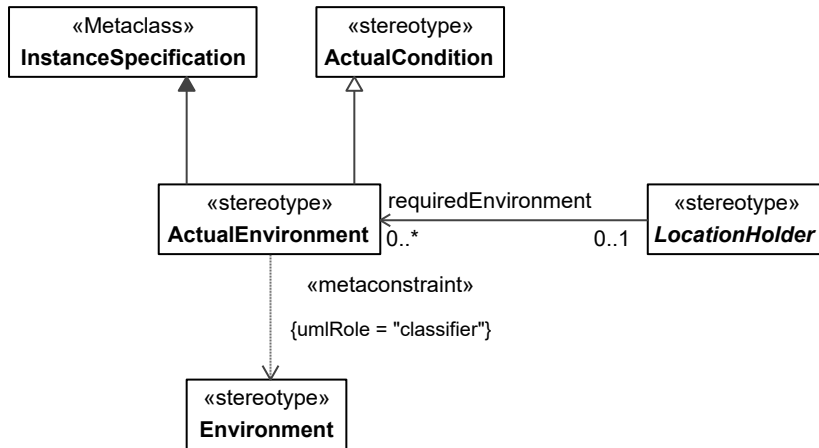 «Metaclass»
InstanceSpecification
«stereotype»
ActualCondition
«stereotype»
ActualEnvironment
requiredEnvironment
0..*
0..1
«stereotype»
LocationHolder
«metaconstraint»
{umlRole = "classifier"}
«stereotype»
Environment